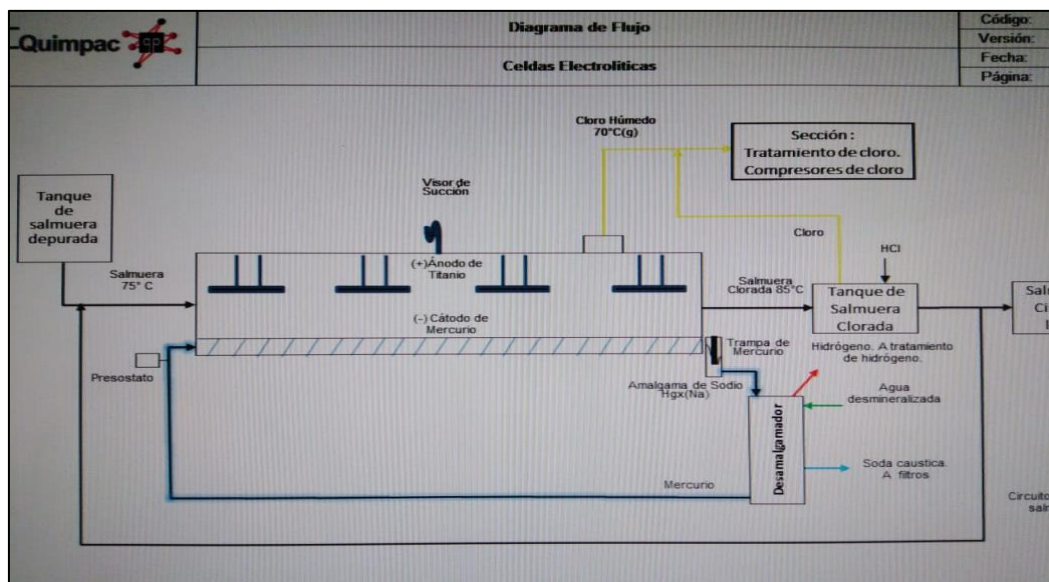 Quimpac
cp
Diagrama de Flujo
Celdas Electrolíticas
Código:
Versión:
Fecha:
Página:
Cloro Húmedo
70°C(g)
Sección :
Tratamiento de cloro.
Compresores de cloro
Tanque
de
salmuera
depurada
Visor de
Succión
Cloro
HCl
Salmuera
75° C
(+)Ánodo de
Titanio
Salmuera
Clorada 85°C
Tanque de
Salmuera
Clorada
(-) Cátodo de
Mercurio
Trampa de
Mercurio
Hidrógeno. A tratamiento
de hidrógeno.
Presostato
Amalgama de Sodio
Hgx(Na)
Agua
desmineralizada
Desamalgamador
Soda caustica.
A filtros
Mercurio